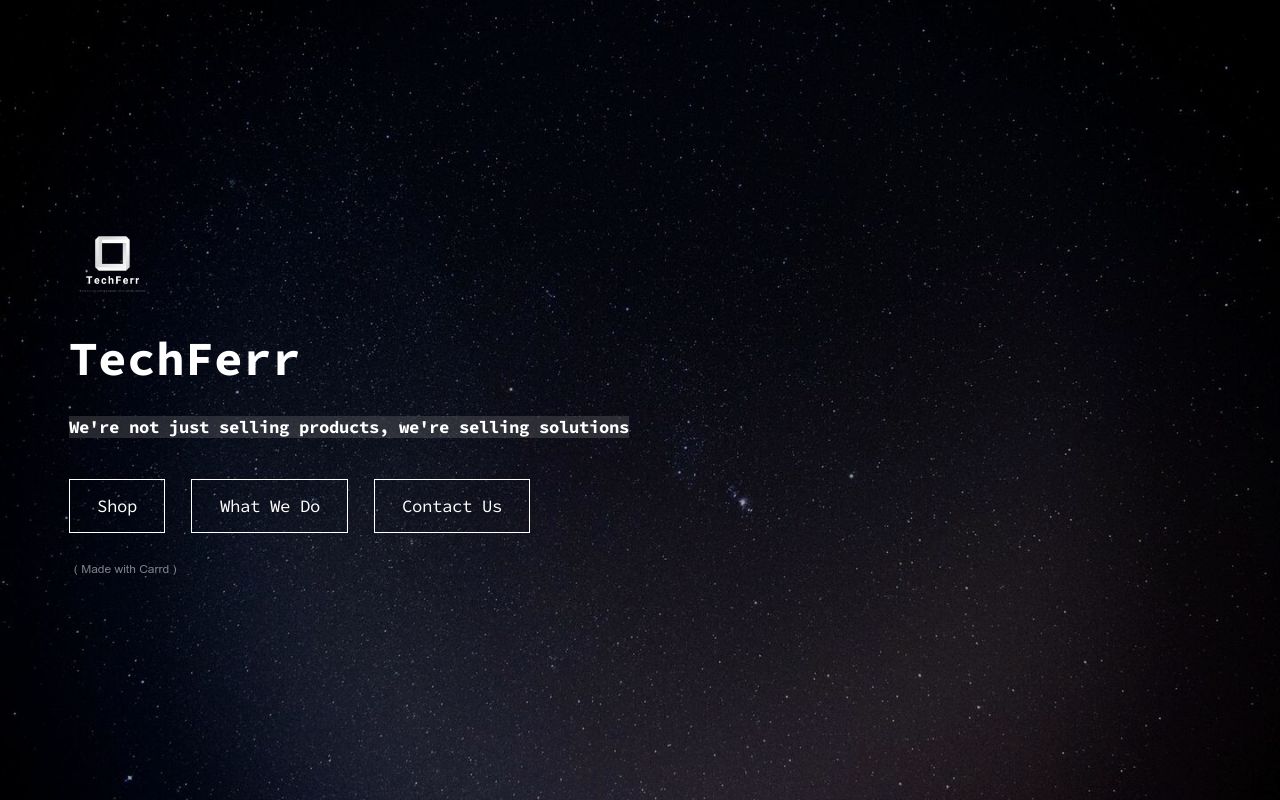 TechFerr
TechFerr
We're not just selling products, we're selling solutions
Shop
What We Do
Contact Us
( Made with Carrd )